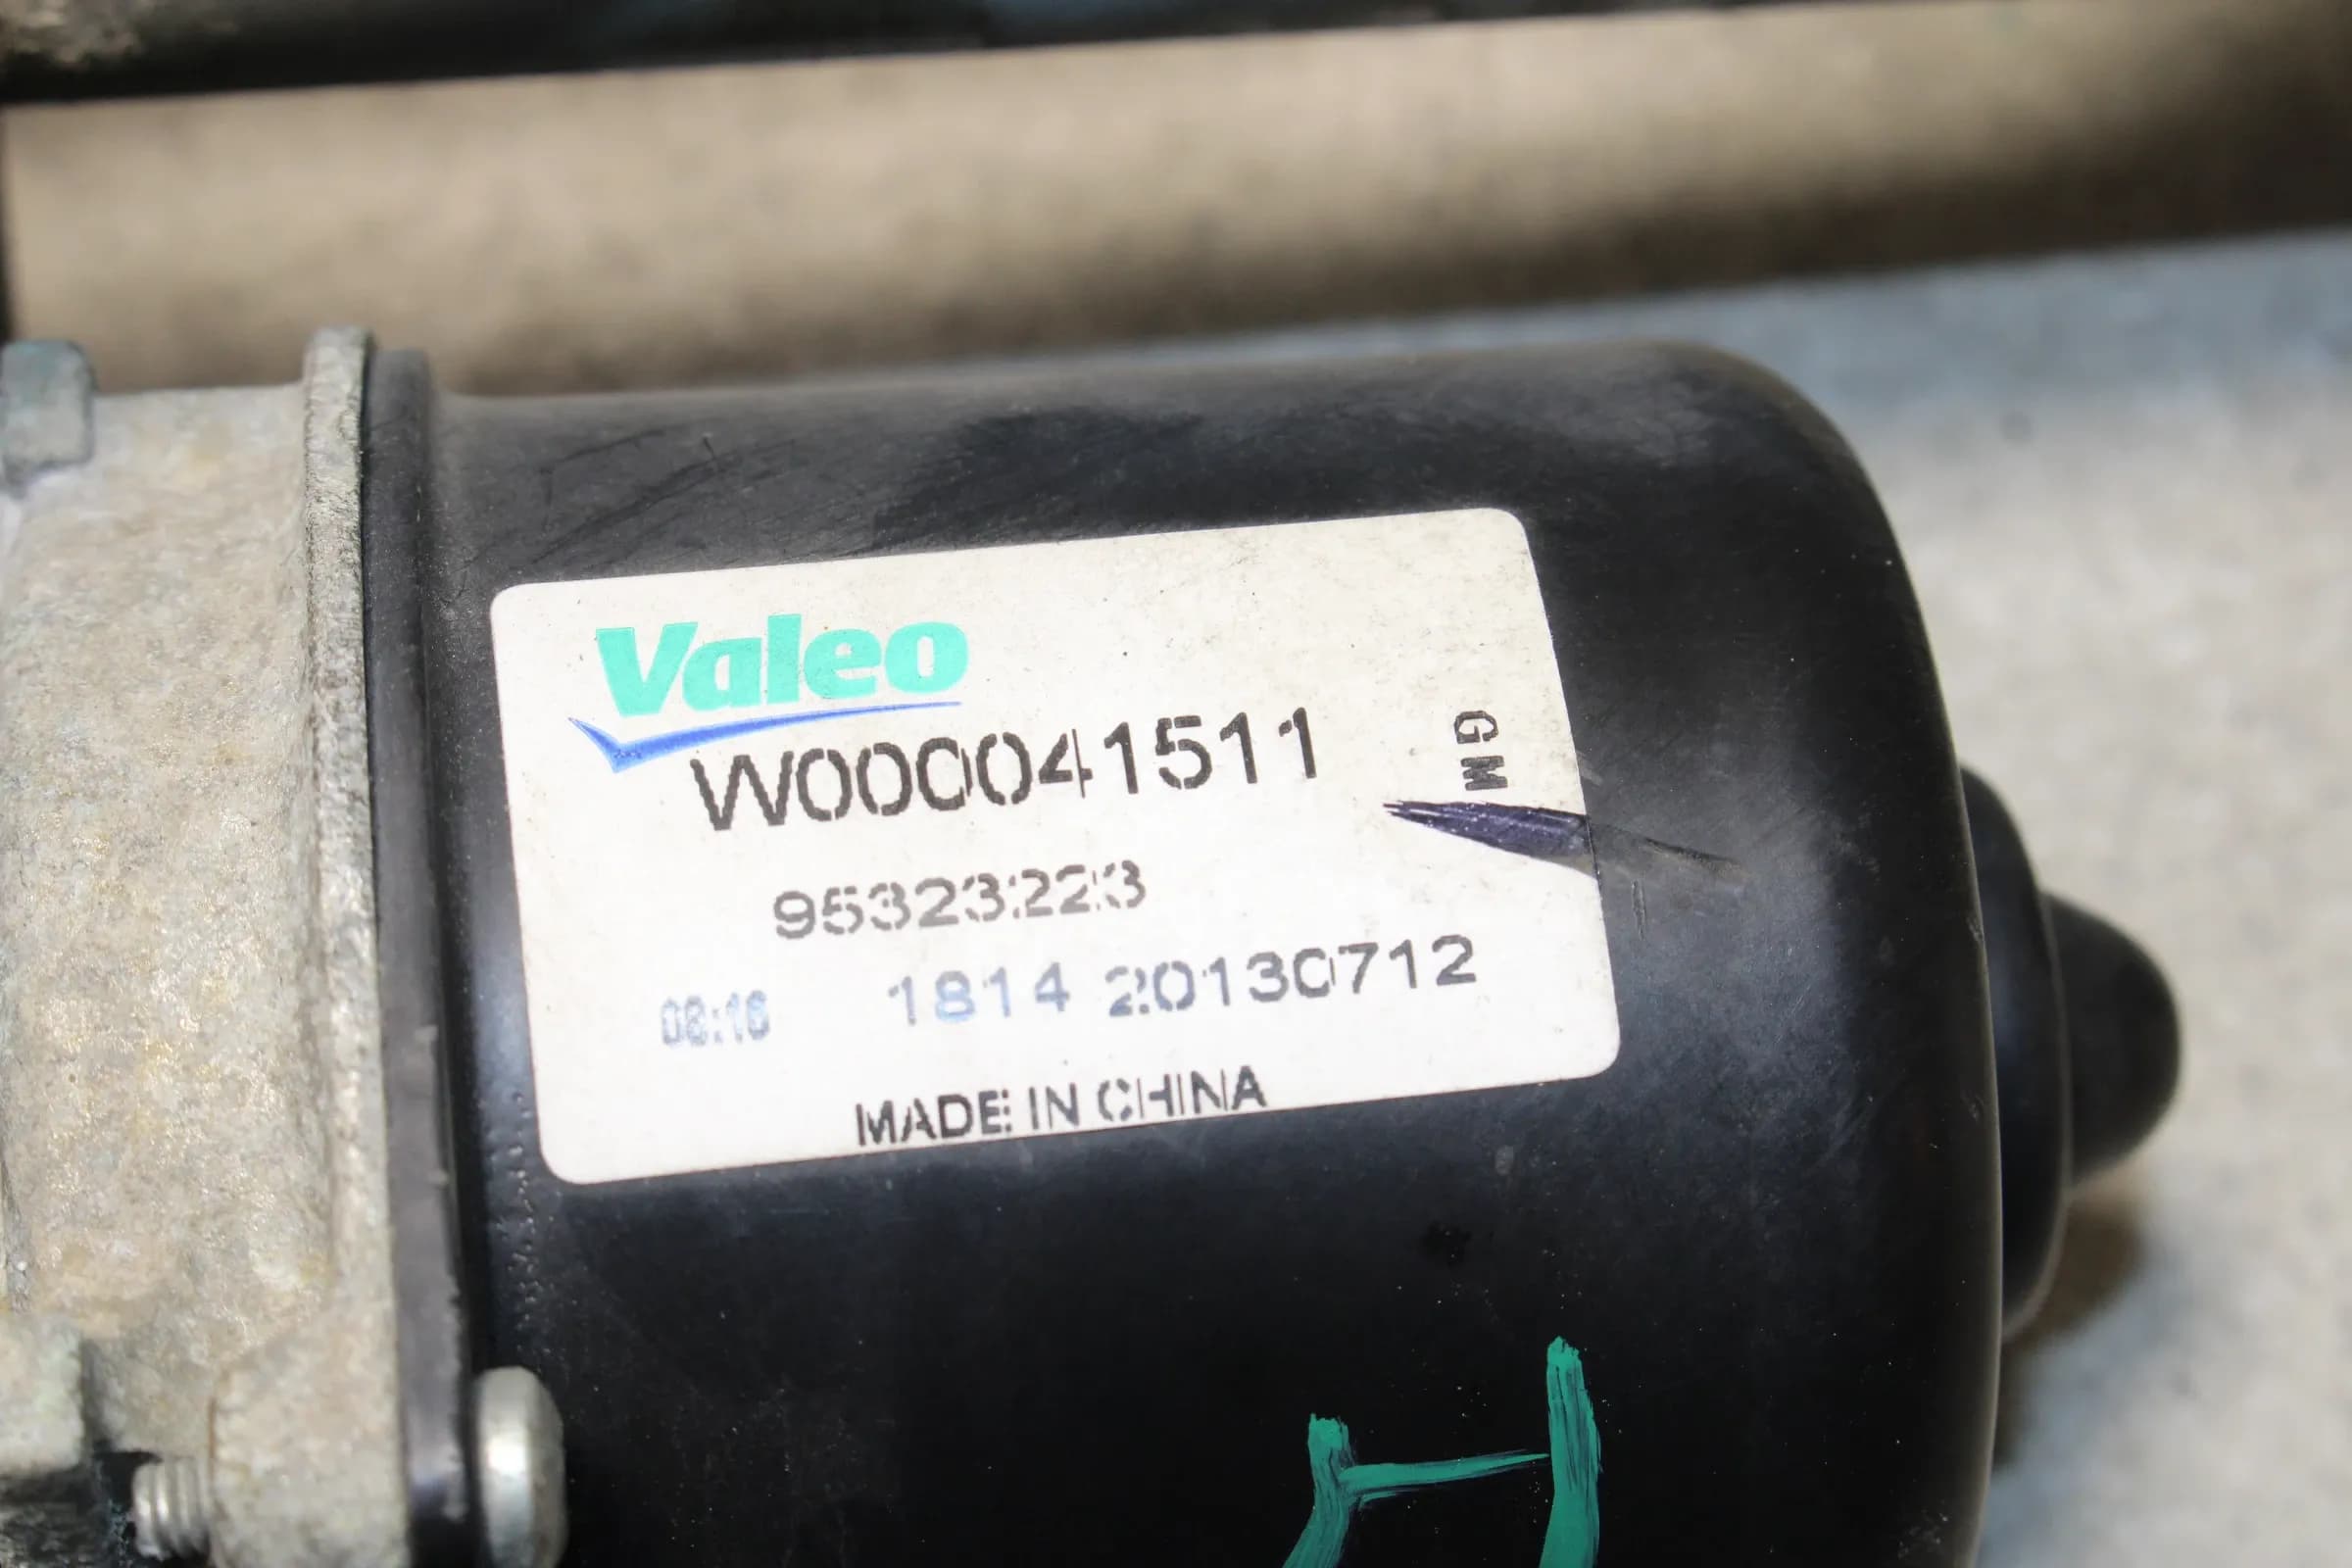 Valeo
W000041511
GM
95323223
08:16 1814 20130712
MADE IN CHINA